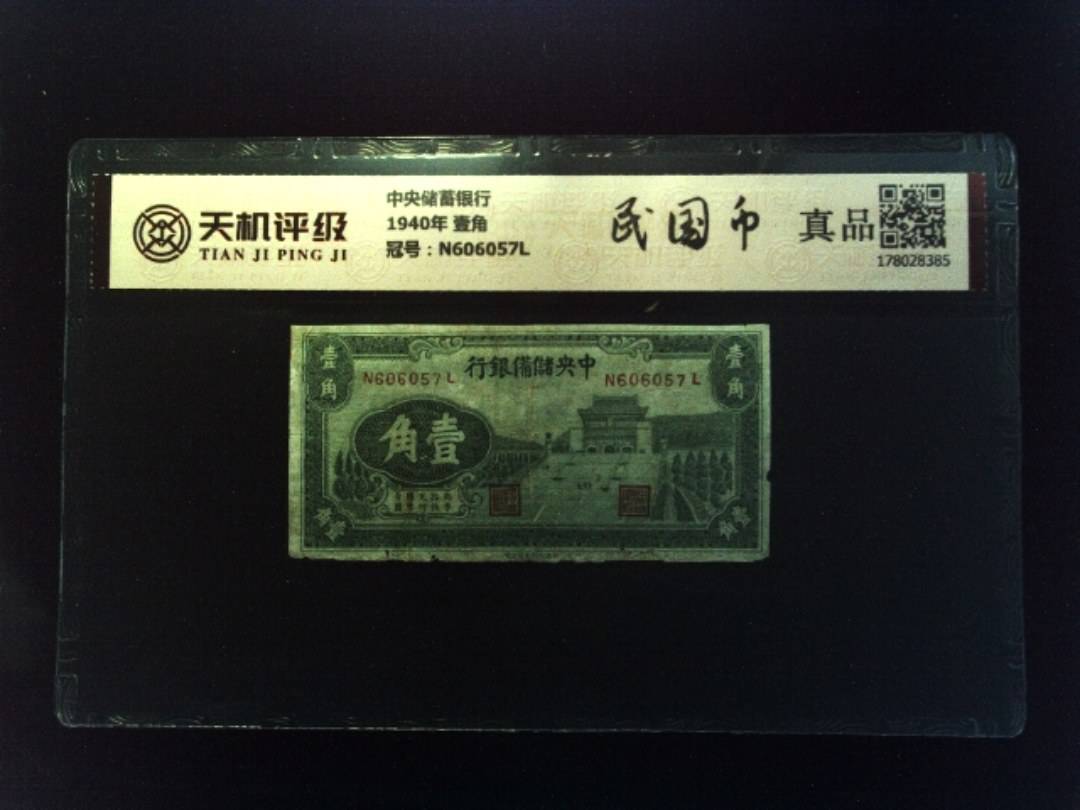 天机评级
TIAN JI PING JI
中央储蓄银行
1940年 壹角
冠号：N606057L
民国币
真品
178028385
壹角
行銀備儲央中
壹角
N606057L
N606057L
角壹